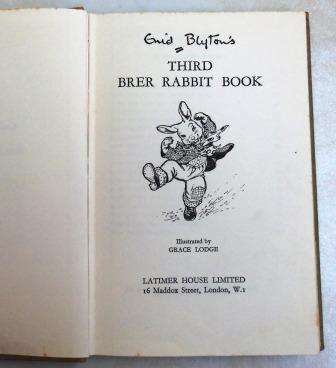 Enid Blyton's
THIRD
BRER RABBIT BOOK
Illustrated by
GRACE LODGE
LATIMER HOUSE LIMITED
16 Maddox Street, London, W.1